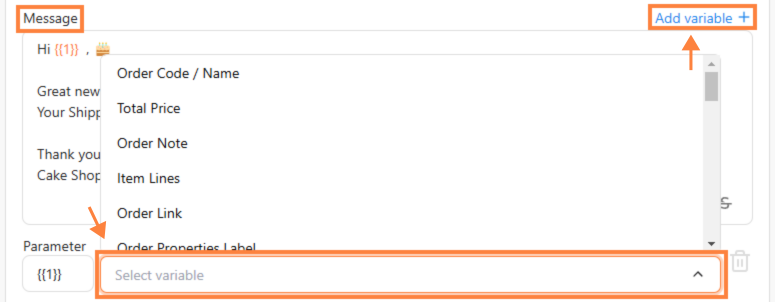 Message
Add variable +
Hi {{1}} , 🎂
Order Code / Name
Great new
Total Price
Your Shipp
Order Note
Thank you
Item Lines
Cake Shop
Order Link
S
Parameter
Order Properties Label
{{1}}
Select variable